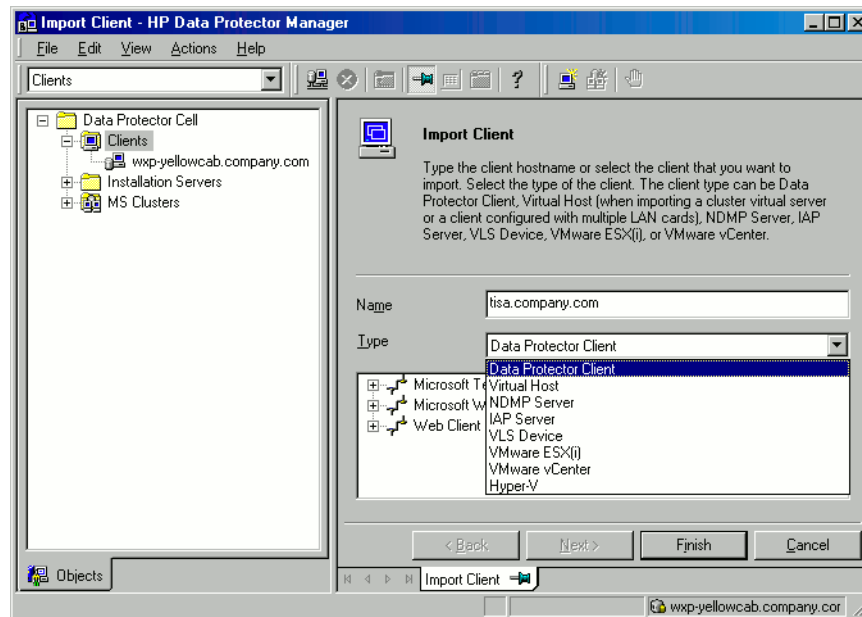 Import Client - HP Data Protector Manager
File Edit View Actions Help
Clients
Data Protector Cell
Clients
wxp-yellowcab.company.com
Installation Servers
MS Clusters
Objects
Import Client
Type the client hostname or select the client that you want to
import. Select the type of the client. The client type can be Data
Protector Client, Virtual Host (when importing a cluster virtual server
or a client configured with multiple LAN cards), NDMP Server, IAP
Server, VLS Device, VMware ESX(i), or VMware vCenter.
Name tisa.company.com
Type Data Protector Client
Data Protector Client
Microsoft Te Virtual Host
NDMP Server
Microsoft W IAP Server
Web Client VLS Device
VMware ESX(i)
VMware vCenter
Hyper-V
< Back Next > Finish Cancel
Import Client
wxp-yellowcab.company.cor